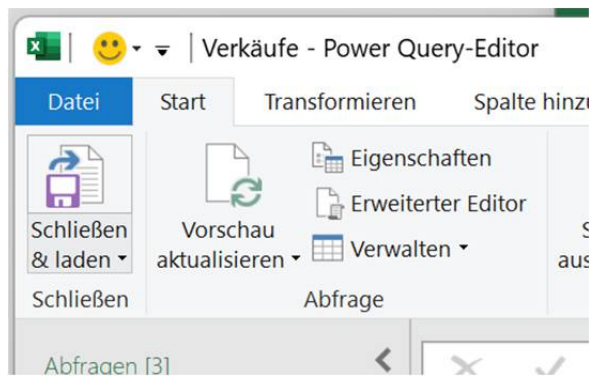 Verkäufe - Power Query-Editor
Datei Start Transformieren Spalte hinzu
Schließen & laden
Vorschau aktualisieren
Eigenschaften
Erweiterter Editor
Verwalten
Schließen
Abfrage
Abfragen [3]